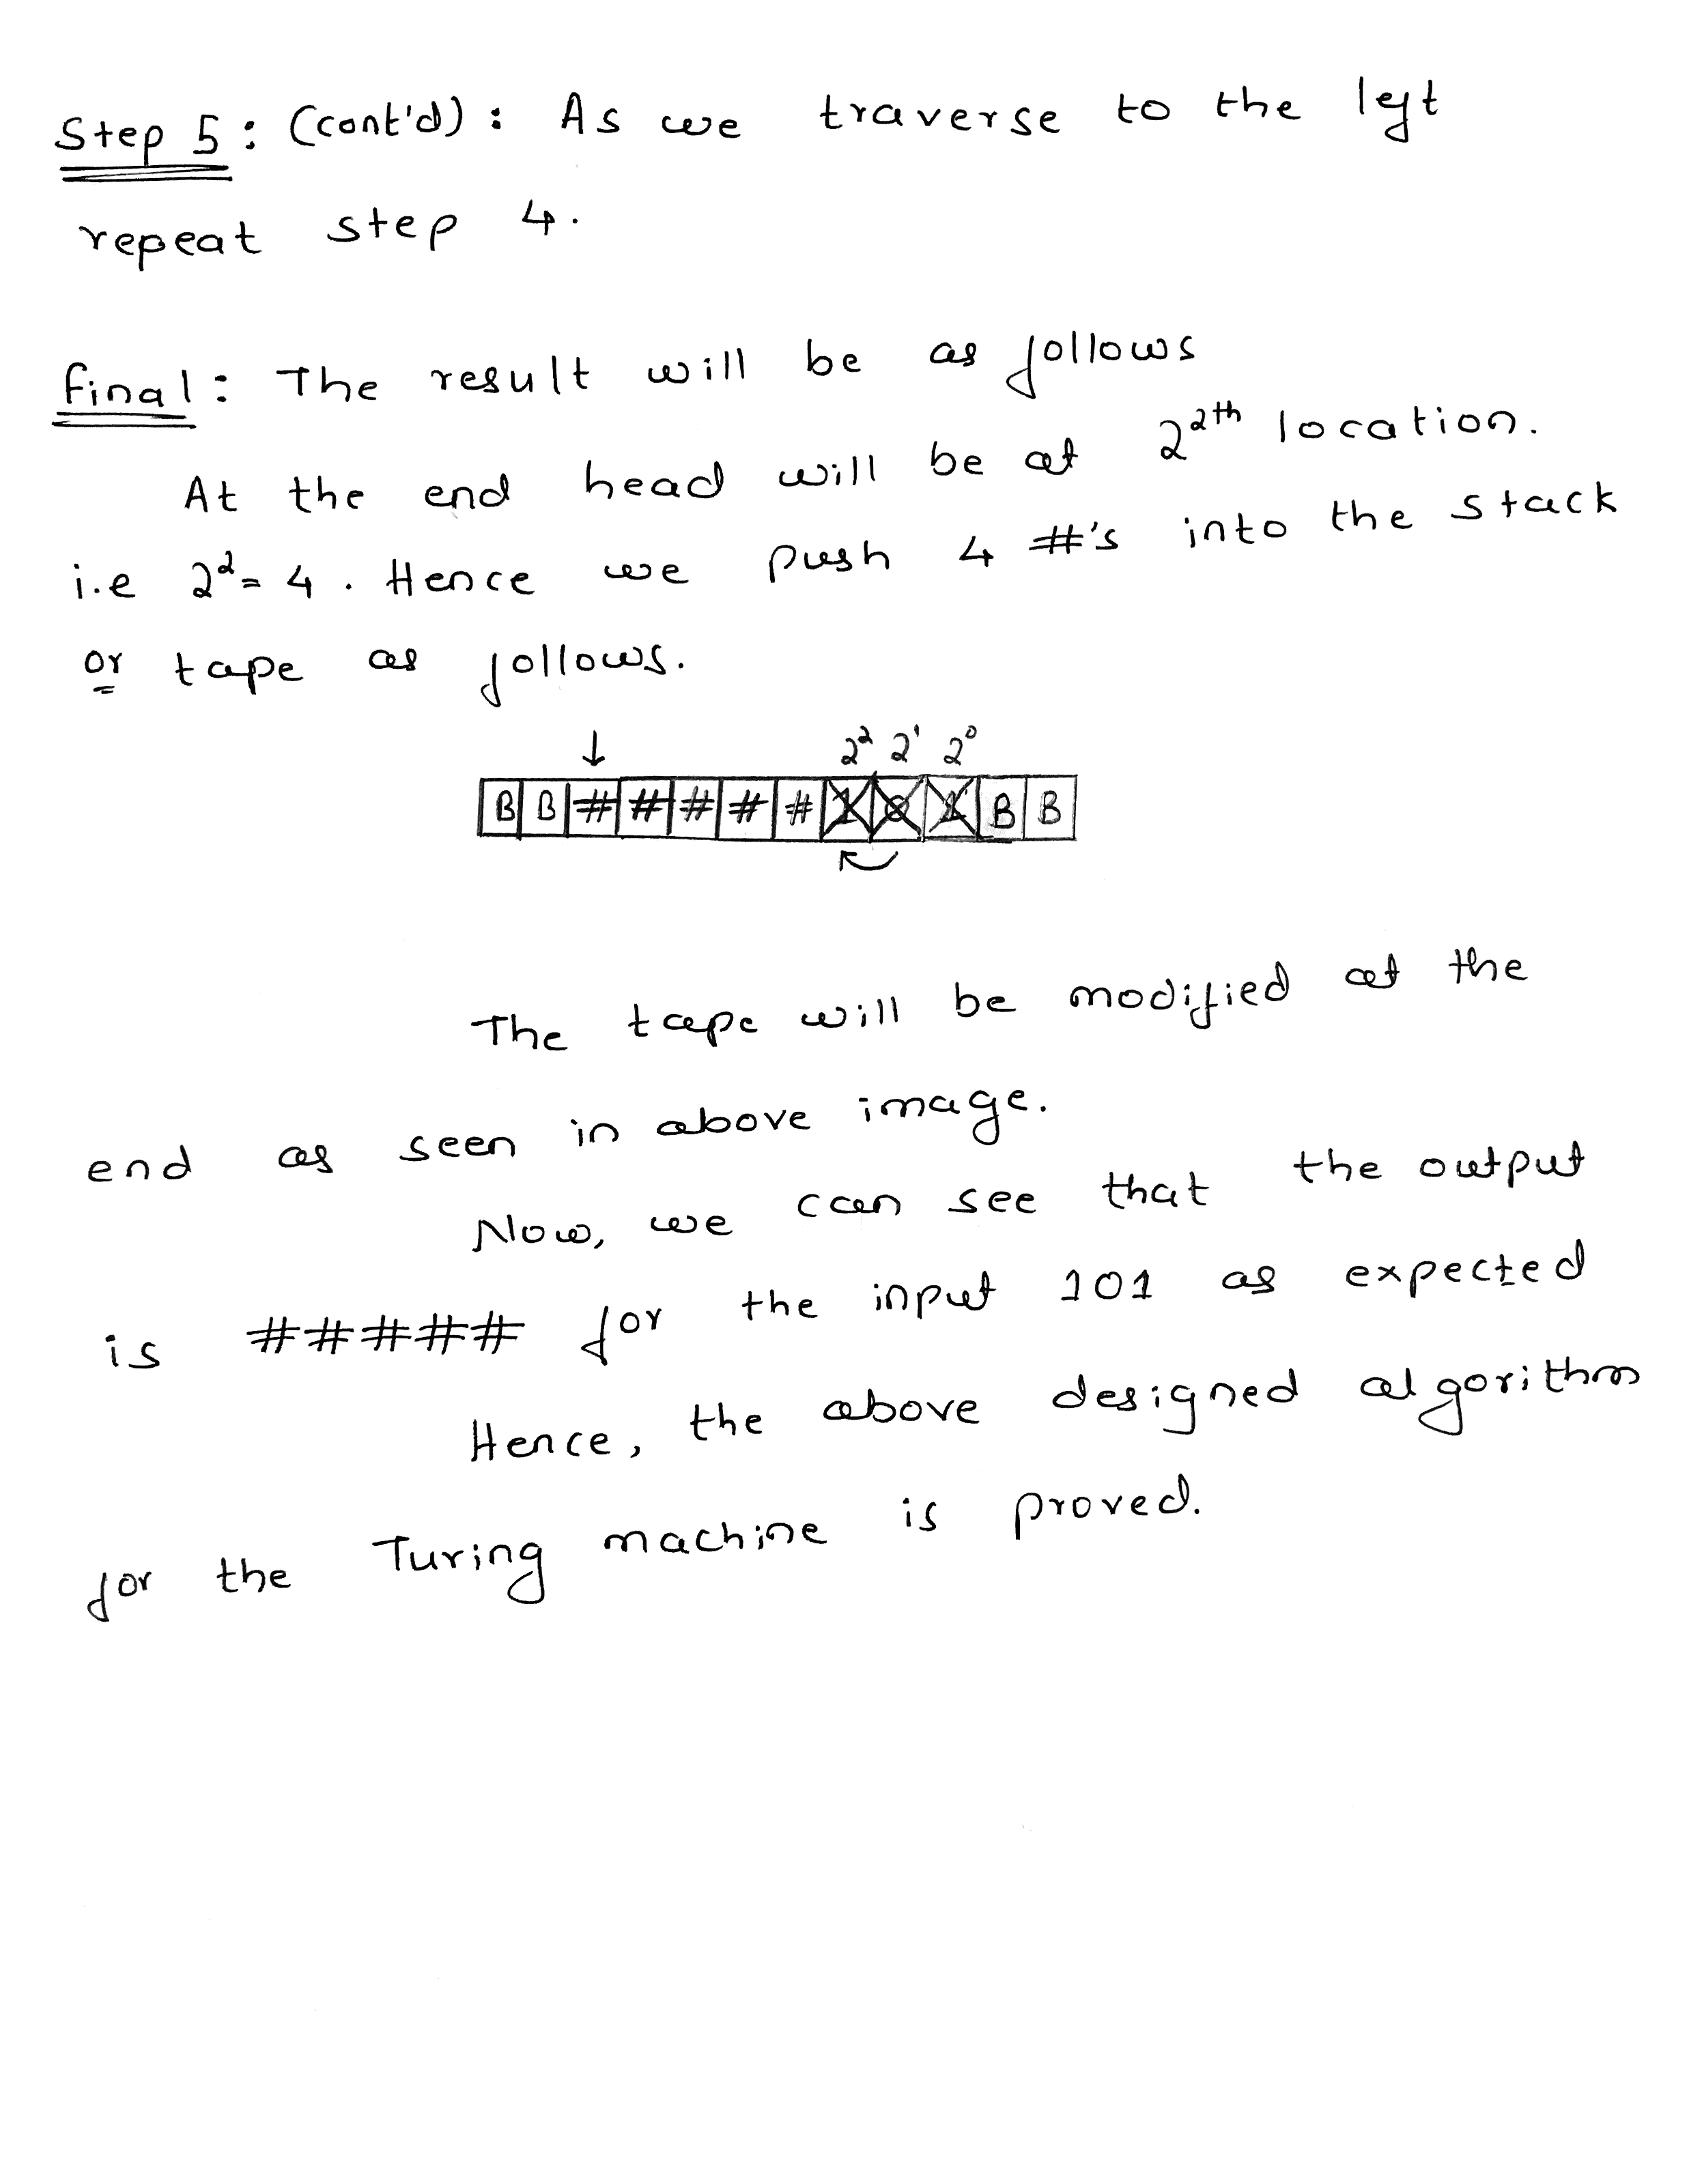 Step 5: (cont'd): As we traverse to the left
repeat step 4.
final: The result will be as follows
At the end head will be at 2^2th location.
i.e 2^2 = 4. Hence we push 4 #'s into the stack
or tape as follows.
↓ 2^2 2^1 2^0
B B # # # # # 1 0 1 B B
The tape will be modified at the
end as seen in above image.
Now, we can see that the output
is ##### for the input 101 as expected
Hence, the above designed algorithm
for the Turing machine is proved.